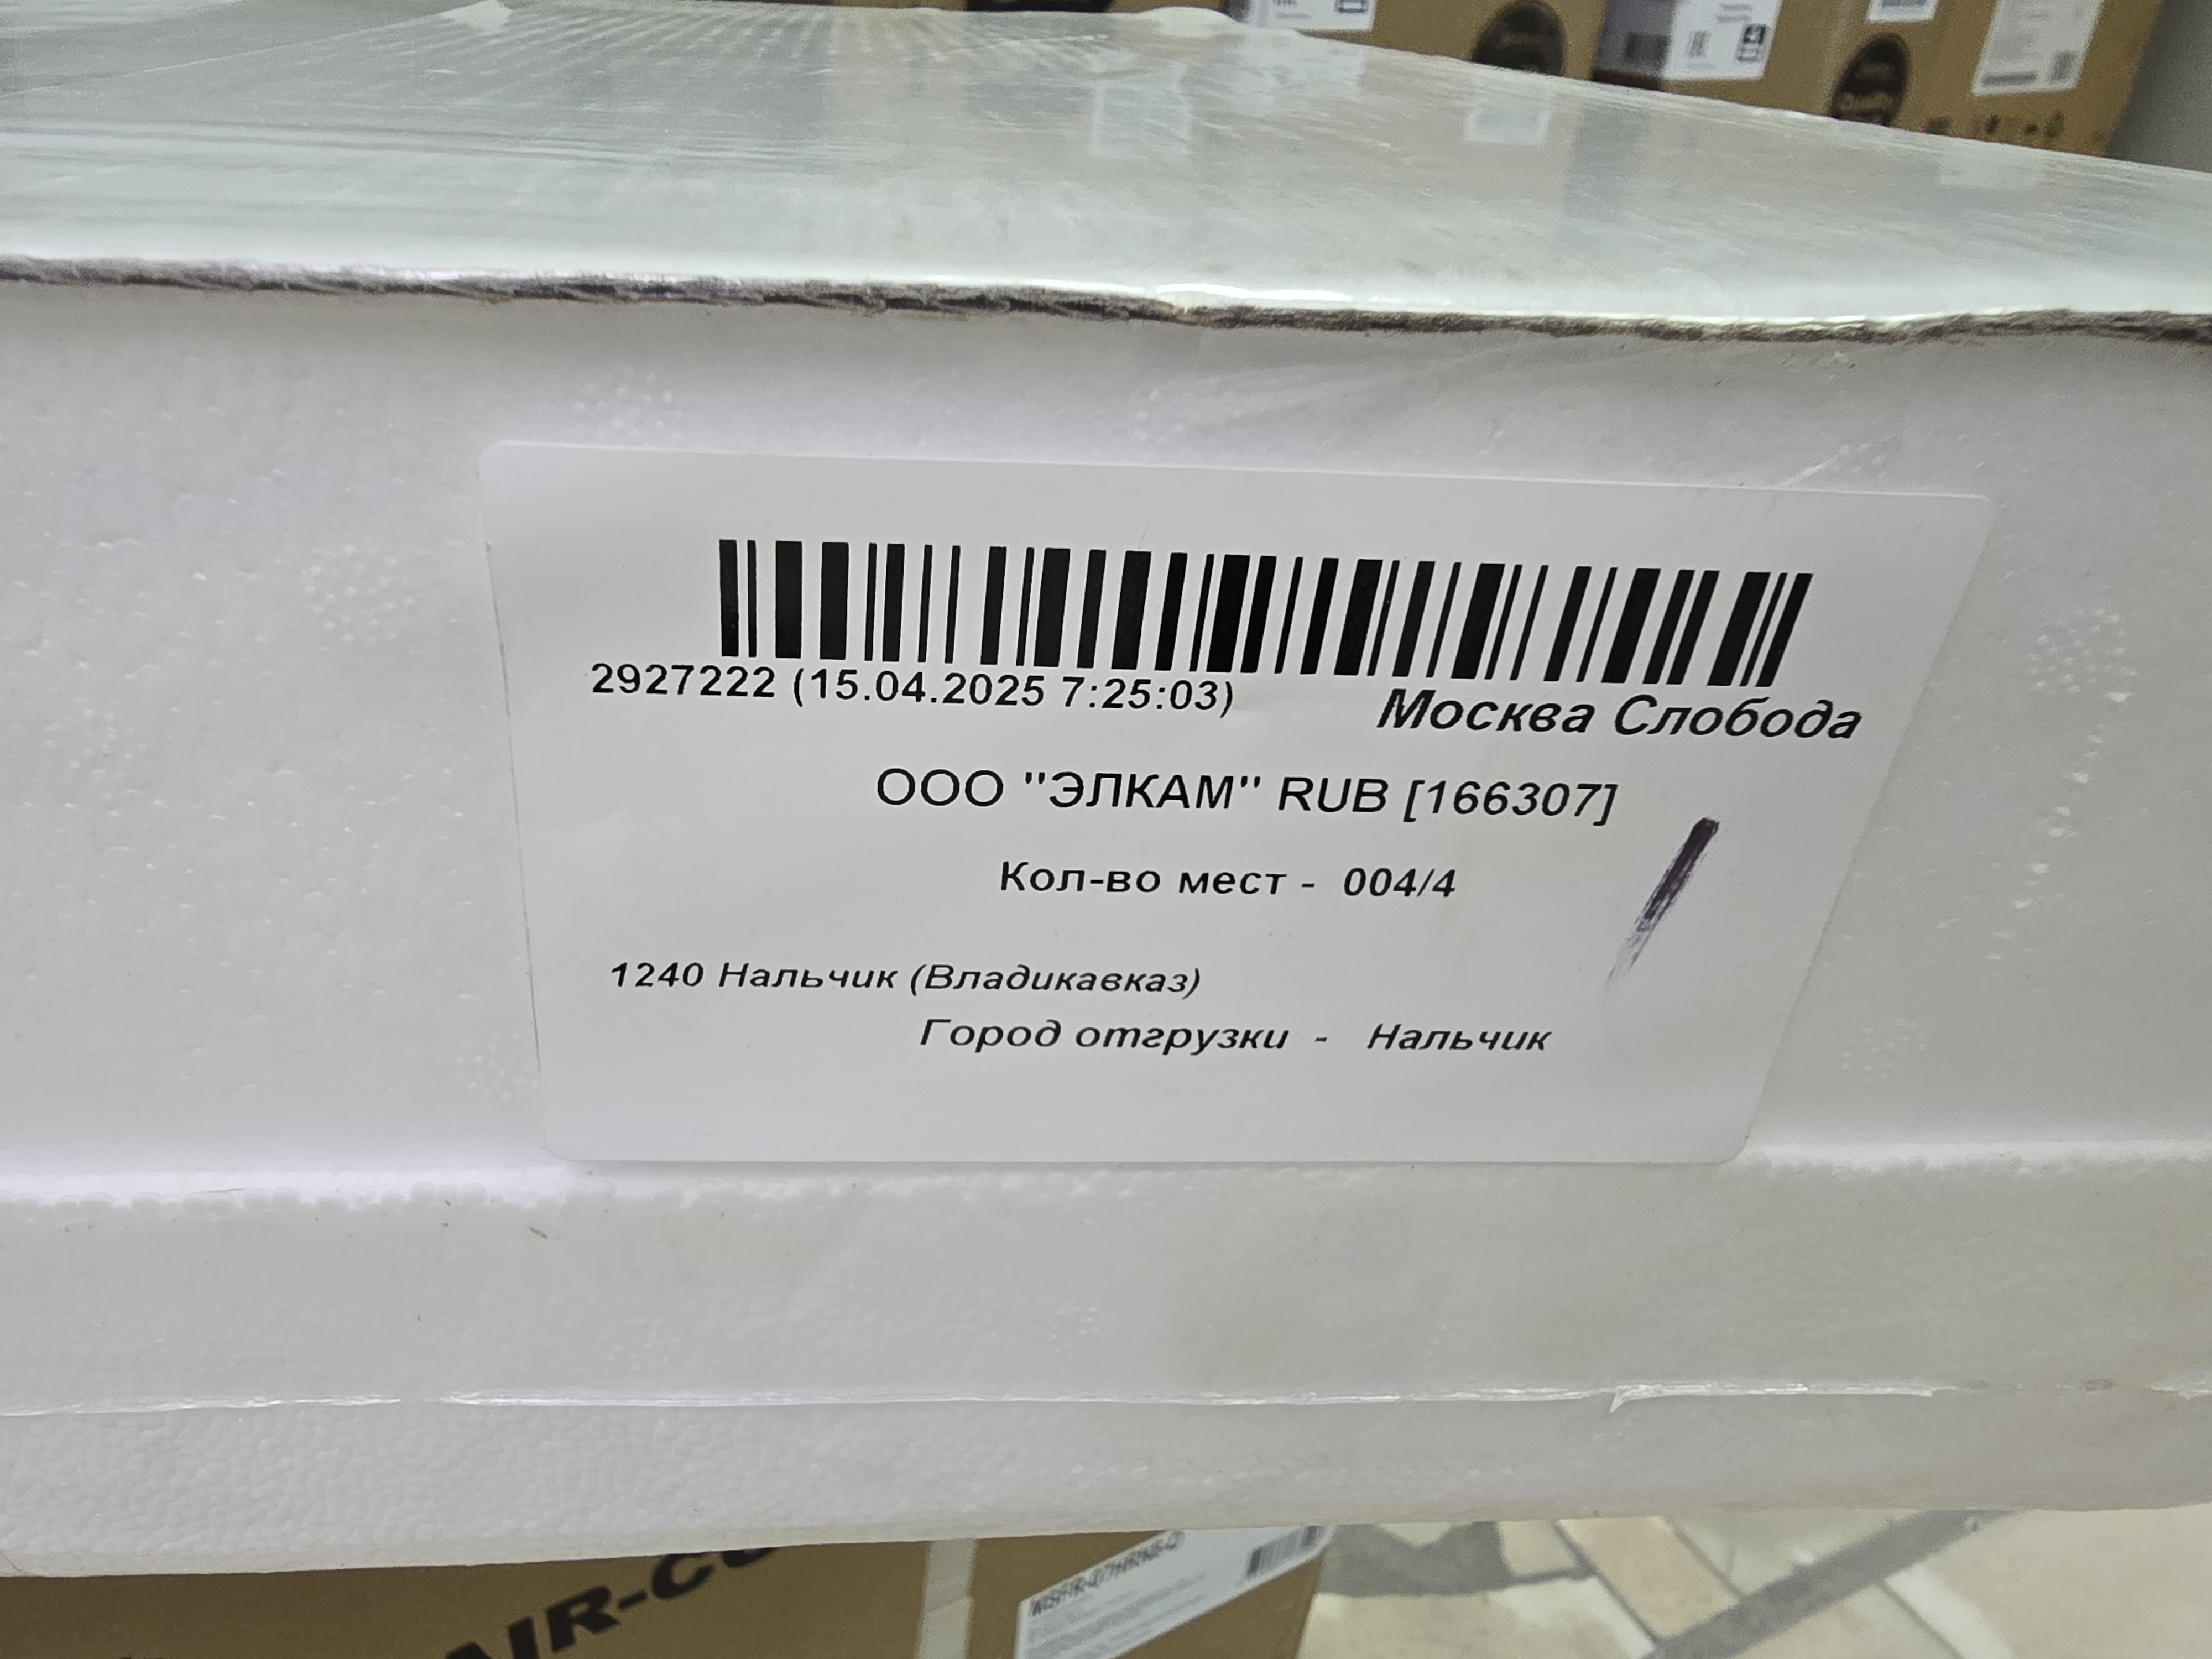 2927222 (15.04.2025 7:25:03)
Москва Слобода
ООО "ЭЛКАМ" RUB [166307]
Кол-во мест - 004/4
1240 Нальчик (Владикавказ)
Город отгрузки - Нальчик